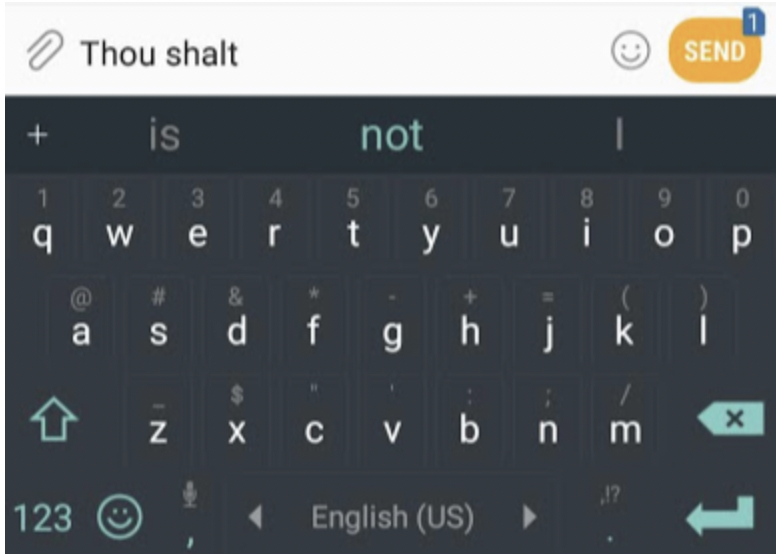 Thou shalt SEND 1
+ is not I
1 2 3 4 5 6 7 8 9 0
q w e r t y u i o p
@ # & * - + = ( )
a s d f g h j k l
_ $ " ' : ; /
z x c v b n m
,!?
123 , English (US) .